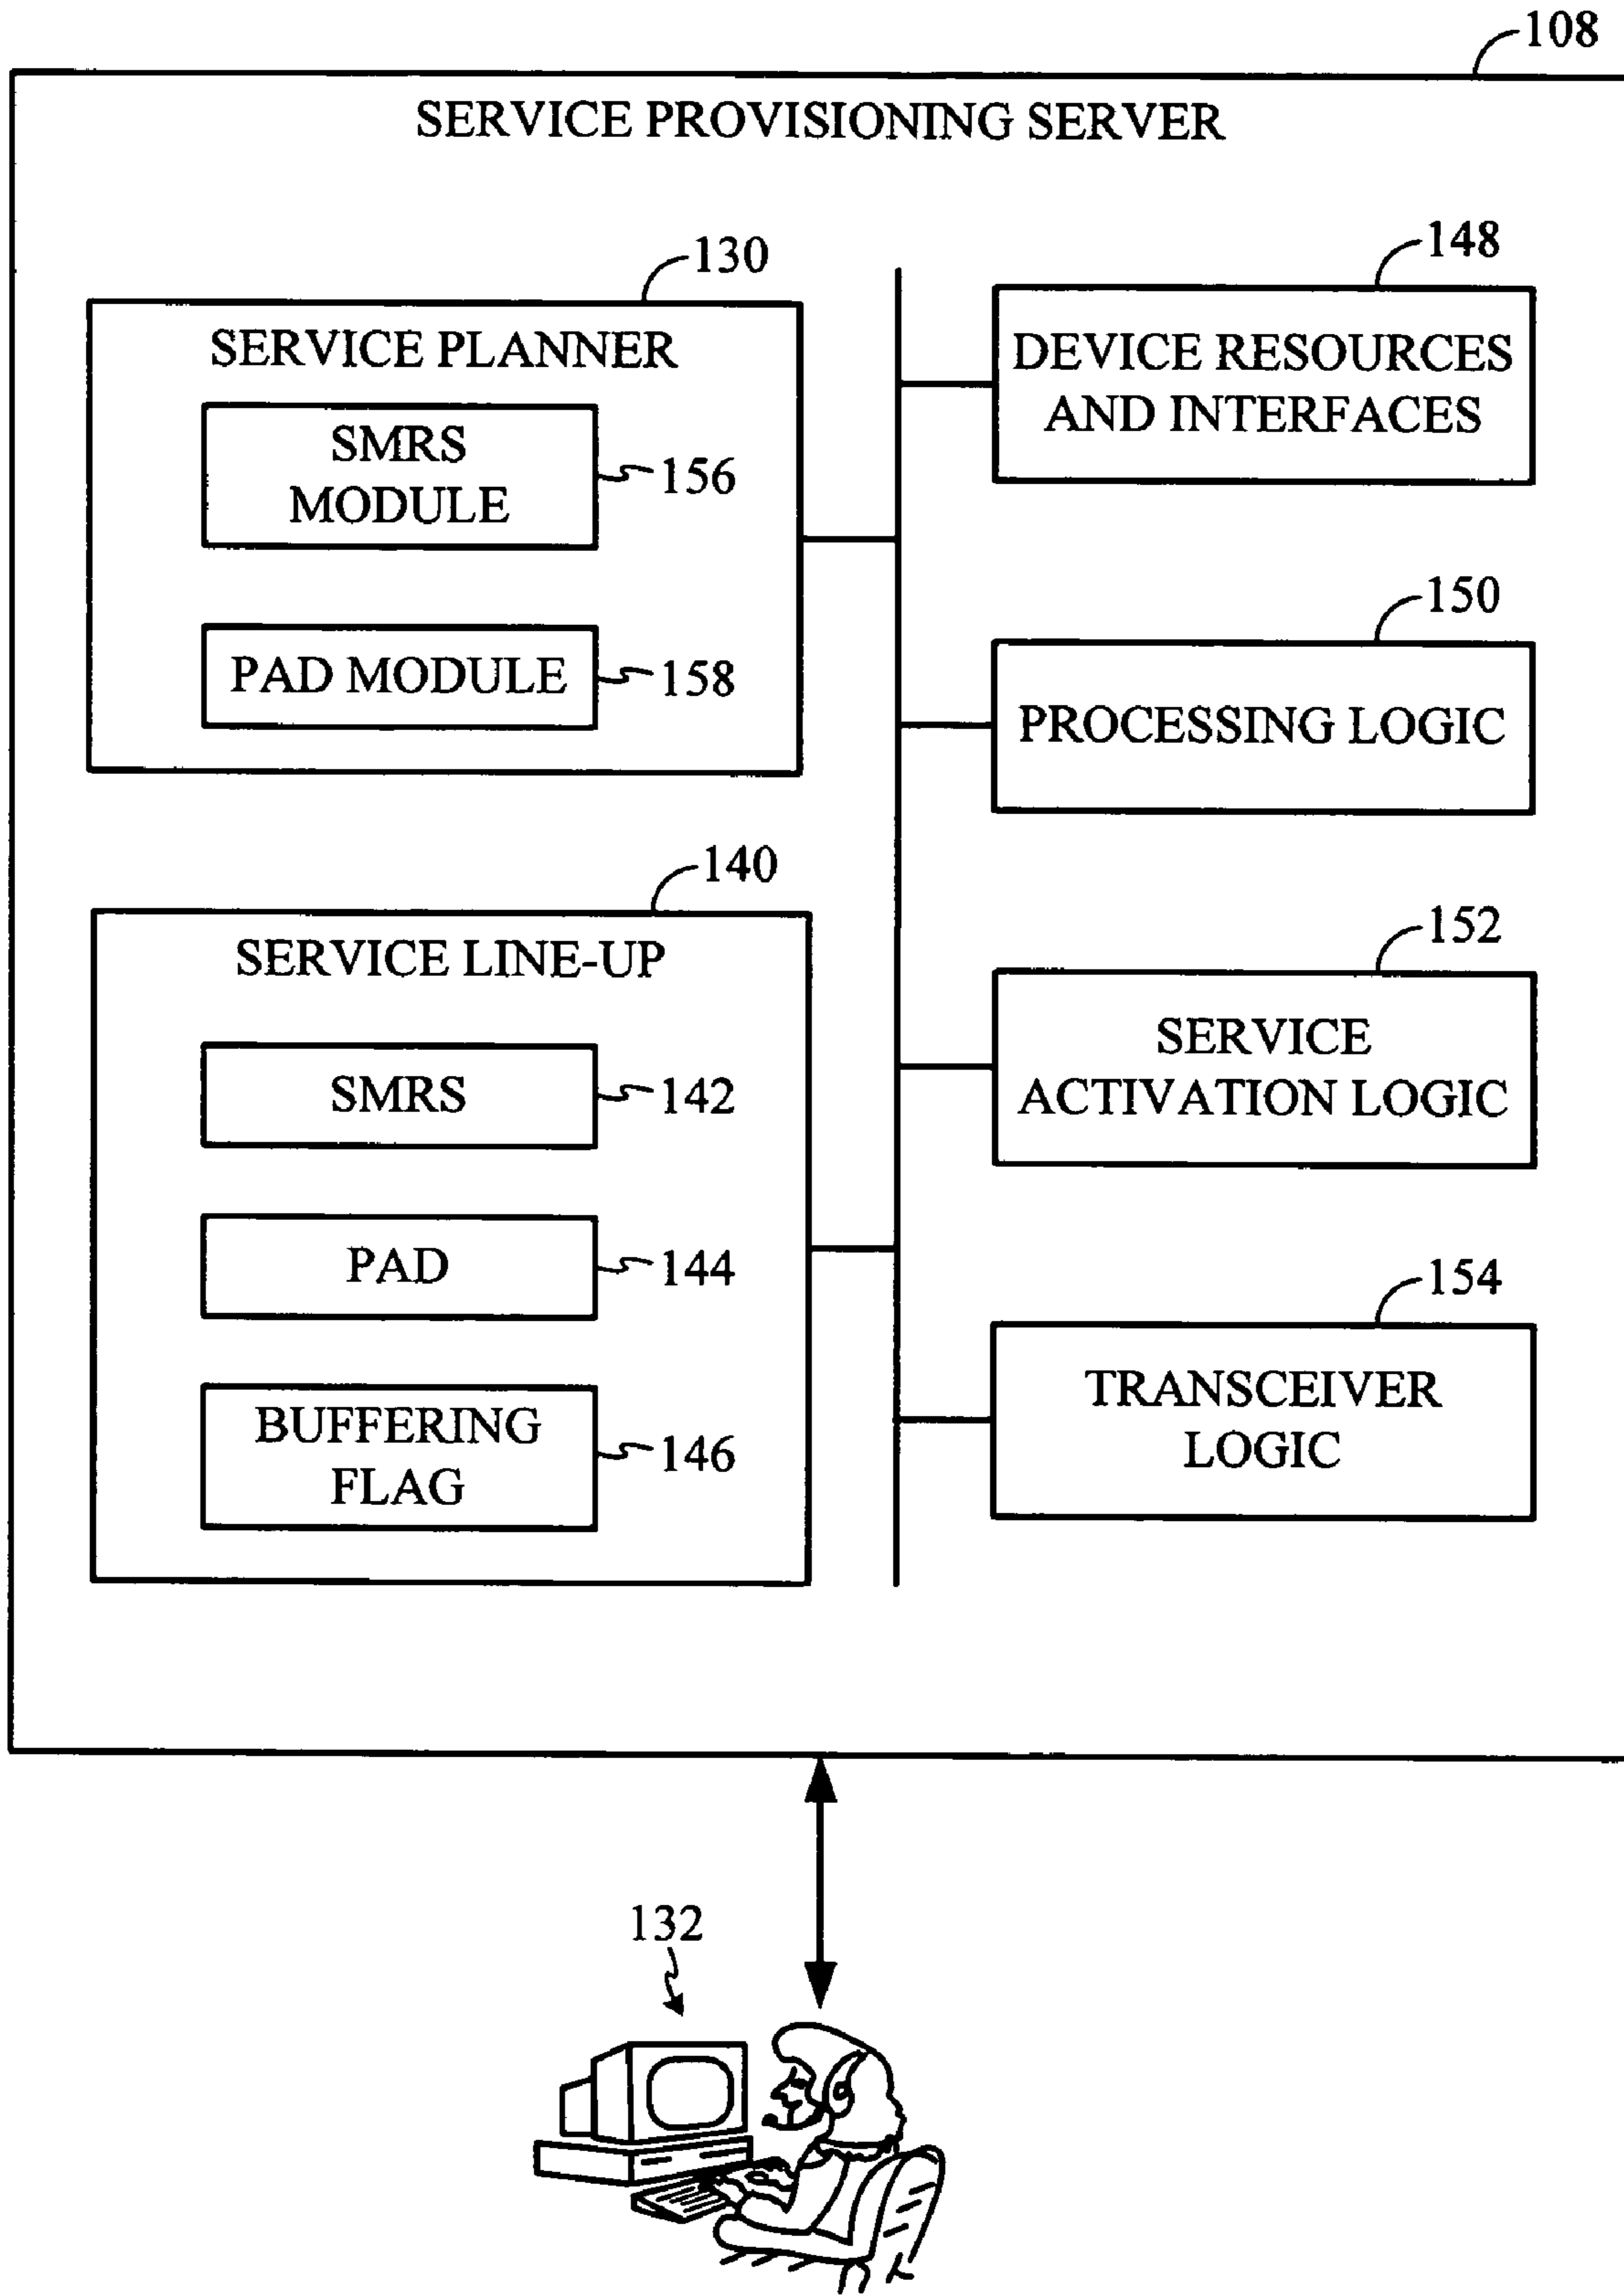 108
SERVICE PROVISIONING SERVER
130
SERVICE PLANNER
SMRS
MODULE
156
PAD MODULE
158
140
SERVICE LINE-UP
SMRS
142
PAD
144
BUFFERING
FLAG
146
148
DEVICE RESOURCES
AND INTERFACES
150
PROCESSING LOGIC
152
SERVICE
ACTIVATION LOGIC
154
TRANSCEIVER
LOGIC
132